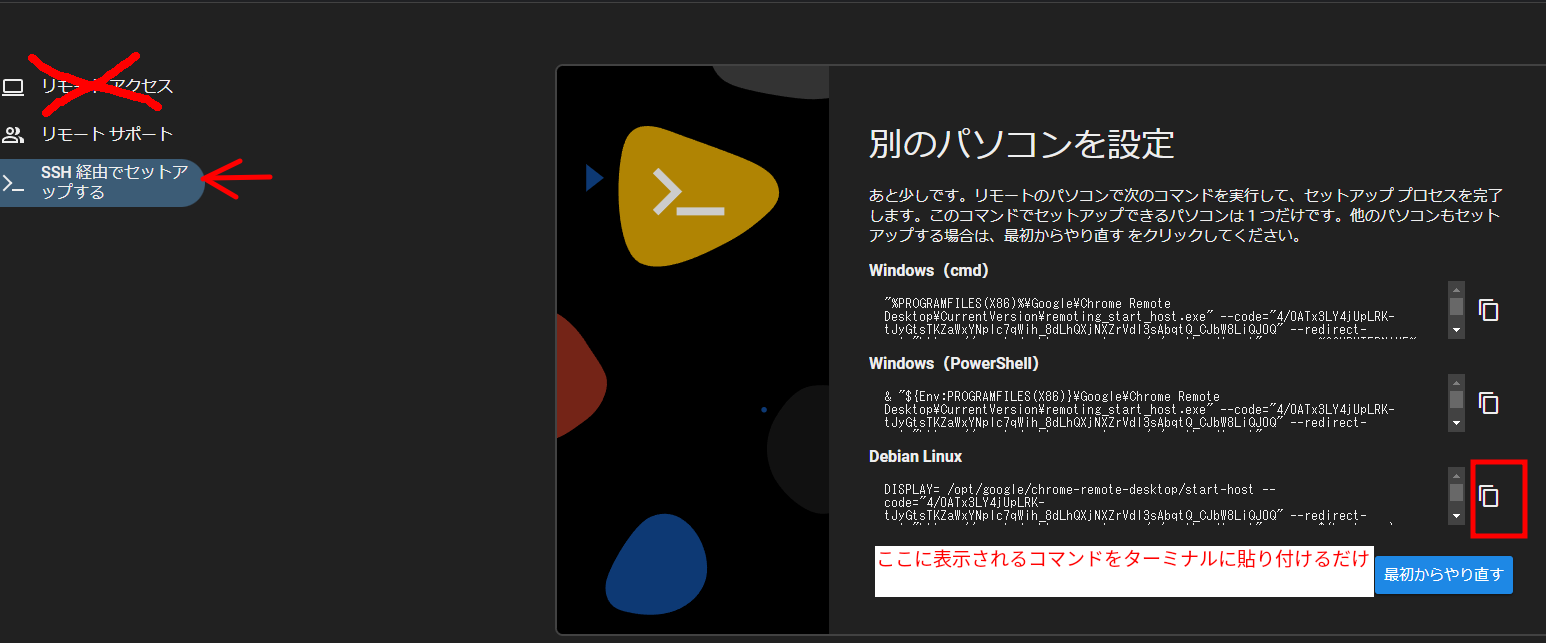 リモートアクセス
リモート サポート
SSH 経由でセットア
ップする
別のパソコンを設定
あと少しです。リモートのパソコンで次のコマンドを実行して、セットアップ プロセスを完了
します。このコマンドでセットアップできるパソコンは 1 つだけです。他のパソコンもセット
アップする場合は、最初からやり直す をクリックしてください。
Windows（cmd）
"%PROGRAMFILES(X86)%¥Google¥Chrome Remote
Desktop¥CurrentVersion¥remoting_start_host.exe" --code="4/0ATx3LY4jUpLRK-
tJyGtsTKZaWxYNpIc7qWih_8dLhQXjNXZrVdI3sAbqtQ_CJbW8LiQJOQ" --redirect-
Windows（PowerShell）
& "${Env:PROGRAMFILES(X86)}¥Google¥Chrome Remote
Desktop¥CurrentVersion¥remoting_start_host.exe" --code="4/0ATx3LY4jUpLRK-
tJyGtsTKZaWxYNpIc7qWih_8dLhQXjNXZrVdI3sAbqtQ_CJbW8LiQJOQ" --redirect-
Debian Linux
DISPLAY= /opt/google/chrome-remote-desktop/start-host --
code="4/0ATx3LY4jUpLRK-
tJyGtsTKZaWxYNpIc7qWih_8dLhQXjNXZrVdI3sAbqtQ_CJbW8LiQJOQ" --redirect-
ここに表示されるコマンドをターミナルに貼り付けるだけ
最初からやり直す